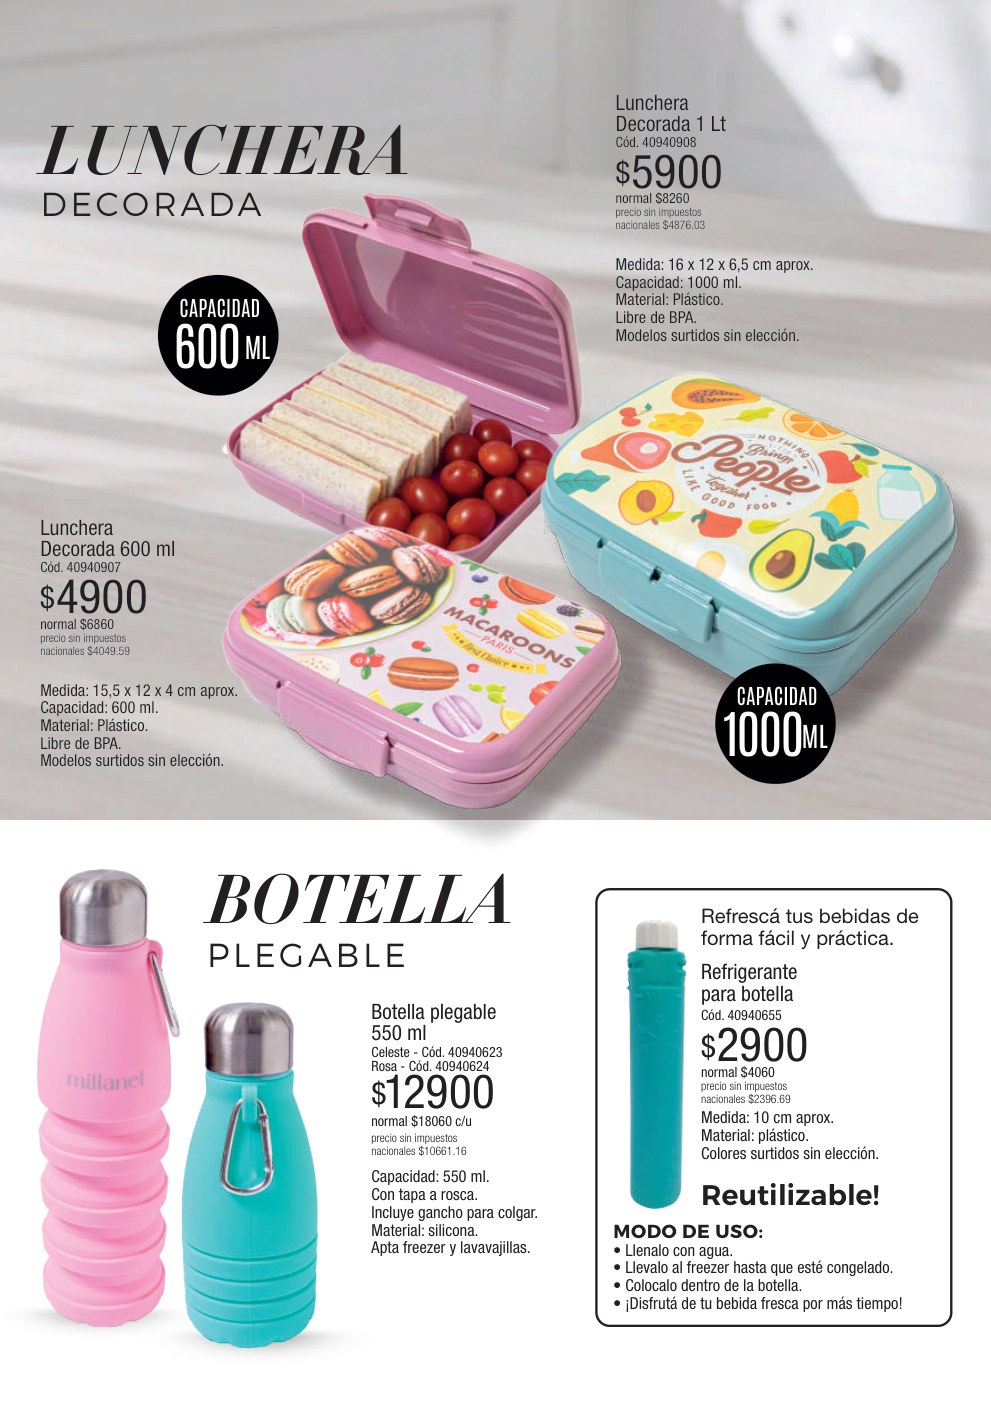 LUNCHERA
DECORADA
Lunchera
Decorada 1 Lt
Cód. 40940908
$5900
normal $8260
precio sin impuestos
nacionales $4876.03
Medida: 16 x 12 x 6,5 cm aprox.
Capacidad: 1000 ml.
Material: Plástico.
Libre de BPA.
Modelos surtidos sin elección.
CAPACIDAD
600 ML
NOTHING
Brings
People
Together
LIKE GOOD FOOD
Lunchera
Decorada 600 ml
Cód. 40940907
$4900
normal $6860
precio sin impuestos
nacionales $4049.59
Medida: 15,5 x 12 x 4 cm aprox.
Capacidad: 600 ml.
Material: Plástico.
Libre de BPA.
Modelos surtidos sin elección.
MACAROONS
PARIS
Best Choice
CAPACIDAD
1000ML
BOTELLA
PLEGABLE
millanel
Botella plegable
550 ml
Celeste - Cód. 40940623
Rosa - Cód. 40940624
$12900
normal $18060 c/u
precio sin impuestos
nacionales $10661.16
Capacidad: 550 ml.
Con tapa a rosca.
Incluye gancho para colgar.
Material: silicona.
Apta freezer y lavavajillas.
Refrescá tus bebidas de
forma fácil y práctica.
Refrigerante
para botella
Cód. 40940655
$2900
normal $4060
precio sin impuestos
nacionales $2396.69
Medida: 10 cm aprox.
Material: plástico.
Colores surtidos sin elección.
Reutilizable!
MODO DE USO:
• Llenalo con agua.
• Llevalo al freezer hasta que esté congelado.
• Colocalo dentro de la botella.
• ¡Disfrutá de tu bebida fresca por más tiempo!